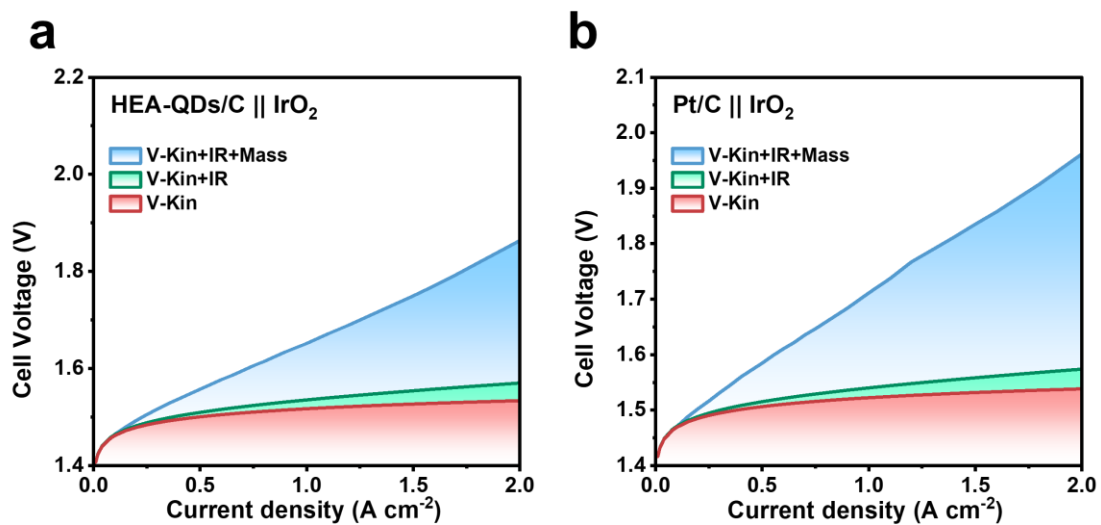 a
HEA-QDs/C || IrO₂
V-Kin+IR+Mass
V-Kin+IR
V-Kin
Cell Voltage (V)
2.2
2.0
1.8
1.6
1.4
0.0 0.5 1.0 1.5 2.0
Current density (A cm⁻²)
b
Pt/C || IrO₂
V-Kin+IR+Mass
V-Kin+IR
V-Kin
Cell Voltage (V)
2.1
2.0
1.9
1.8
1.7
1.6
1.5
1.4
0.0 0.5 1.0 1.5 2.0
Current density (A cm⁻²)